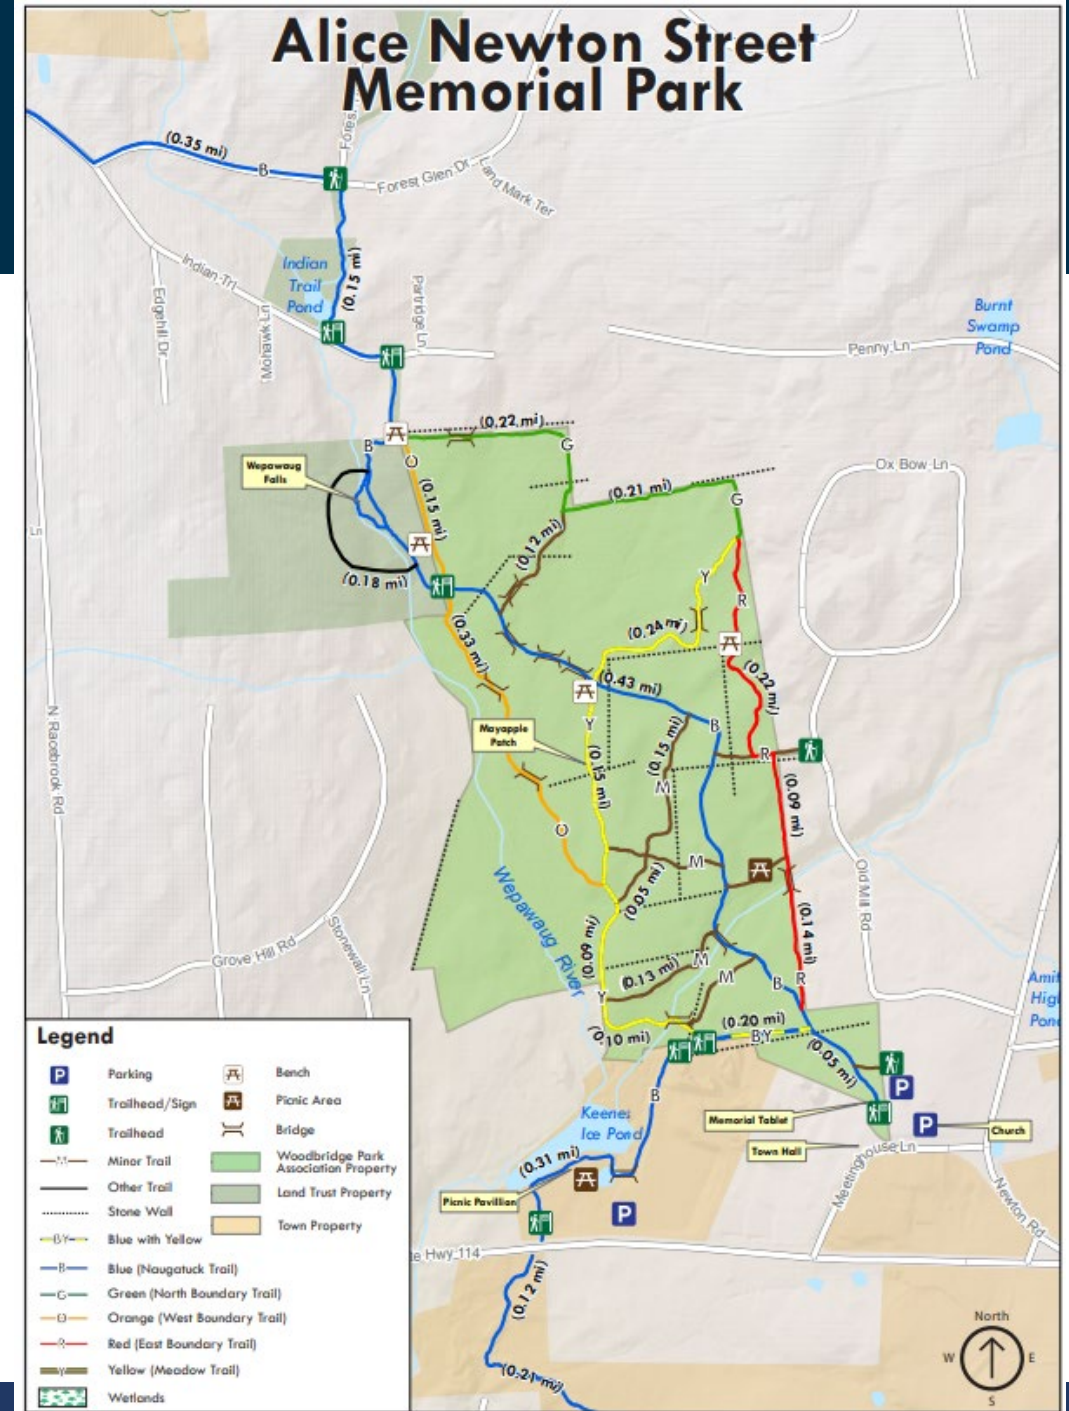 Alice Newton Street
Memorial Park
(0.35 mi)
B
Forest Glen Dr
Land Mark Ter
Indian
Trail
Pond
(0.15 mi)
Indian Trl
Edgehill Dr
Mohawk Ln
Partridge Ln
Burnt
Swamp
Pond
Penny Ln
(0.22 mi)
B
O
G
Wepawaug
Falls
Ox Bow Ln
(0.15 mi)
(0.21 mi)
G
Ln
(0.12 mi)
(0.18 mi)
Y
R
(0.33 mi)
(0.24 mi)
(0.43 mi)
(0.22 mi)
N Racebrook Rd
Mayapple
Patch
Y
B
(0.15 mi)
(0.15 mi)
R
M
(0.09 mi)
O
M
Wepawaug River
(0.05 mi)
Old Mill Rd
Grove Hill Rd
Stonewall Ln
(0.09 mi)
(0.14 mi)
M
(0.13 mi)
M
B
R
Y
(0.10 mi)
(0.20 mi)
BY
(0.05 mi)
B
Keenes
Ice Pond
Memorial Tablet
P
P
Church
Town Hall
Meetinghouse Ln
Newton Rd
(0.31 mi)
Picnic Pavillion
P
te Hwy 114
(0.12 mi)
(0.21 mi)
Amit
High
Pond
North
W
E
S
Legend
P
Parking
Trailhead/Sign
Trailhead
M
Minor Trail
Other Trail
Stone Wall
BY
Blue with Yellow
B
Blue (Naugatuck Trail)
G
Green (North Boundary Trail)
O
Orange (West Boundary Trail)
R
Red (East Boundary Trail)
Y
Yellow (Meadow Trail)
Wetlands
Bench
Picnic Area
Bridge
Woodbridge Park
Association Property
Land Trust Property
Town Property